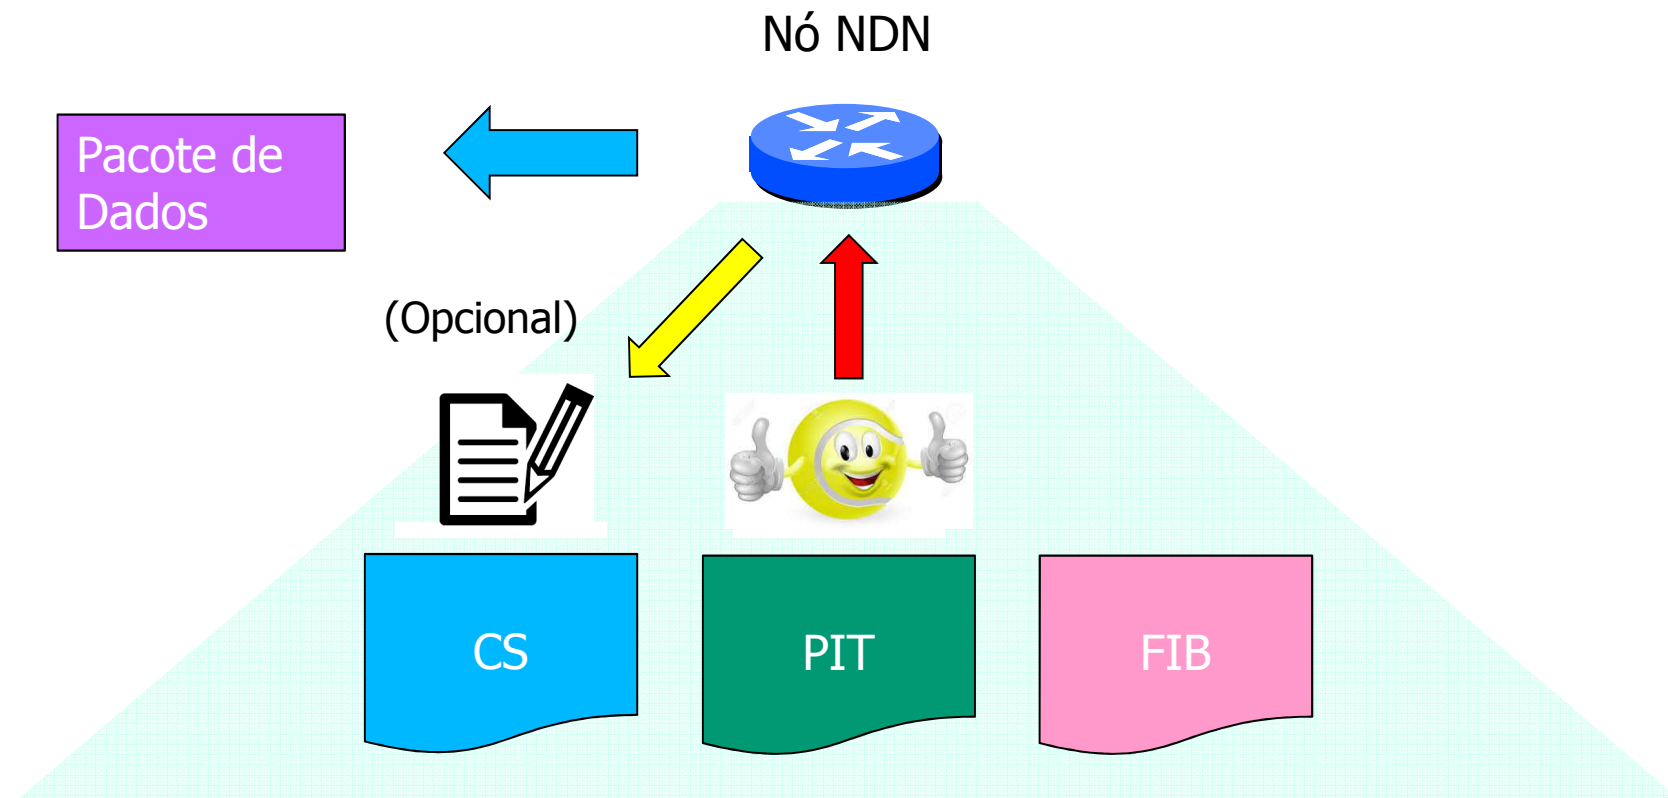 Nó NDN
Pacote de
Dados
(Opcional)
CS
PIT
FIB